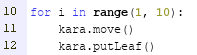 10 for i in range(1, 10):
11     kara.move()
12     kara.putLeaf()